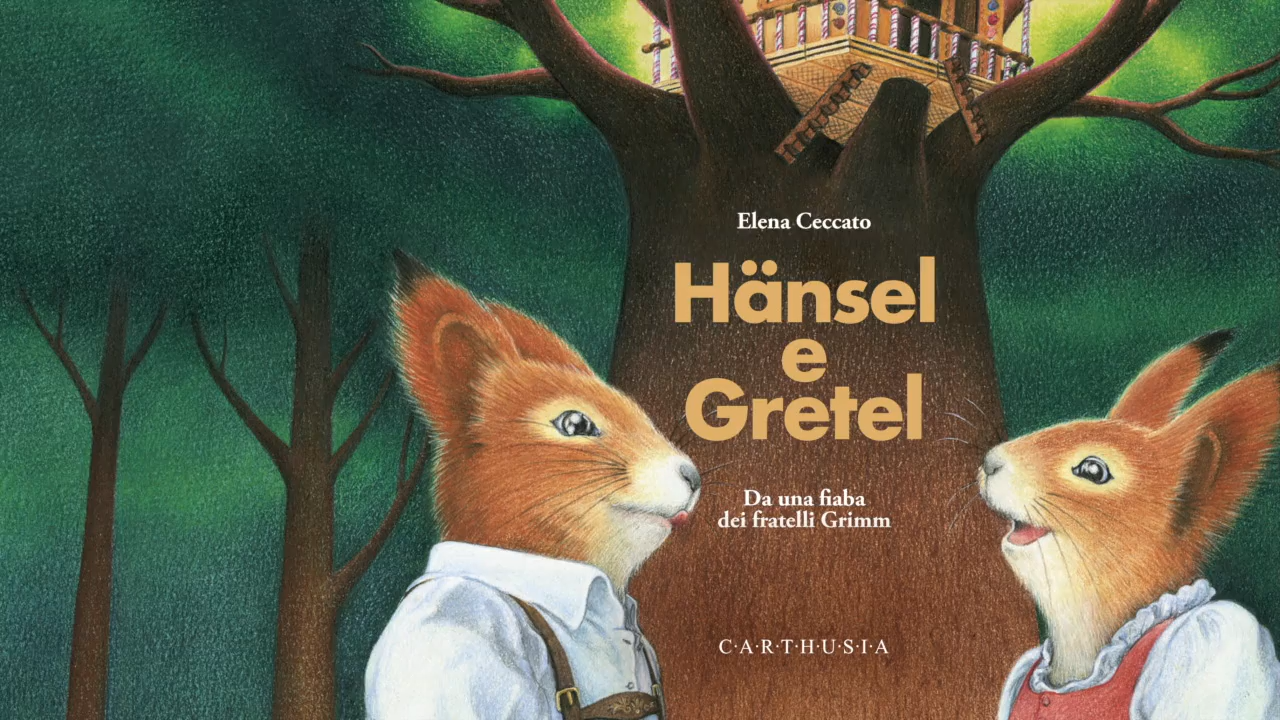 Elena Ceccato
Hänsel
e
Gretel
Da una fiaba
dei fratelli Grimm
C·A·R·T·H·U·S·I·A